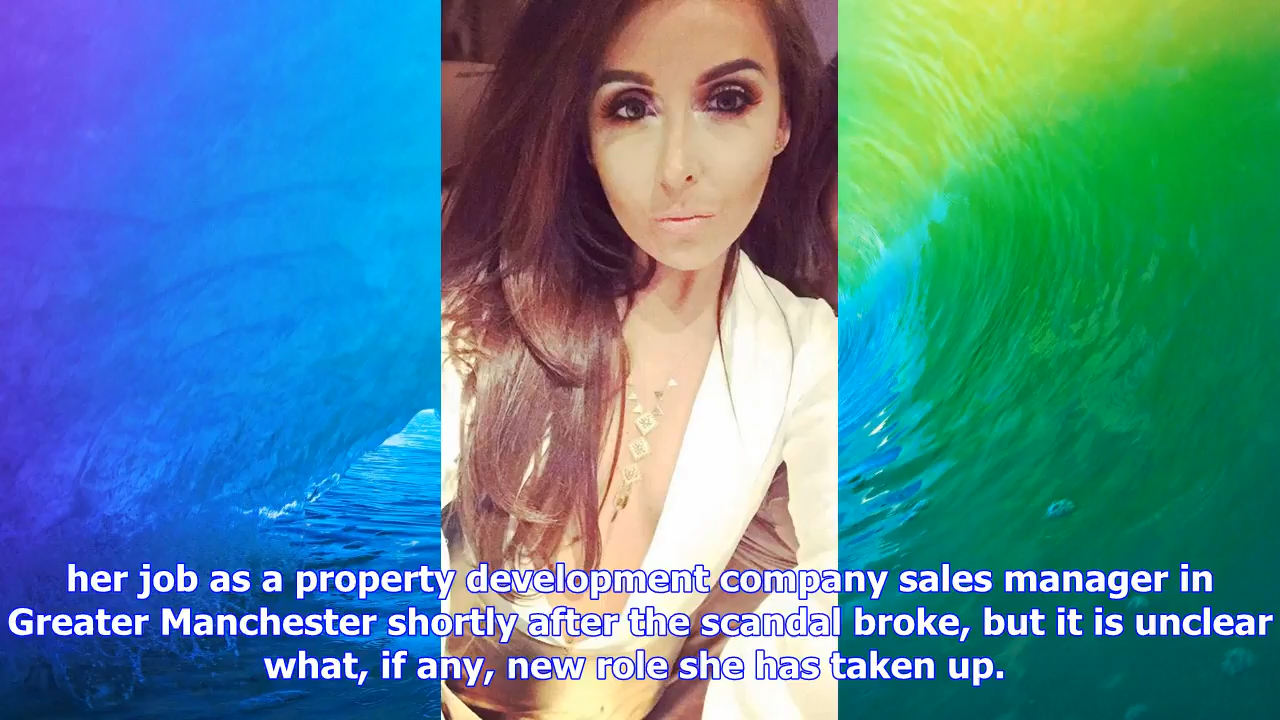 her job as a property development company sales manager in
Greater Manchester shortly after the scandal broke, but it is unclear
what, if any, new role she has taken up.